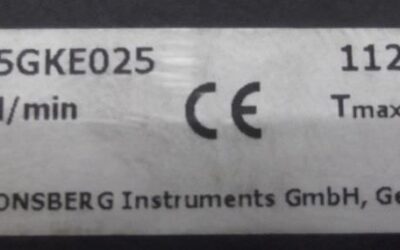 5GKE025 112
l/min CE Tmax
ONSBERG Instruments GmbH, Ge